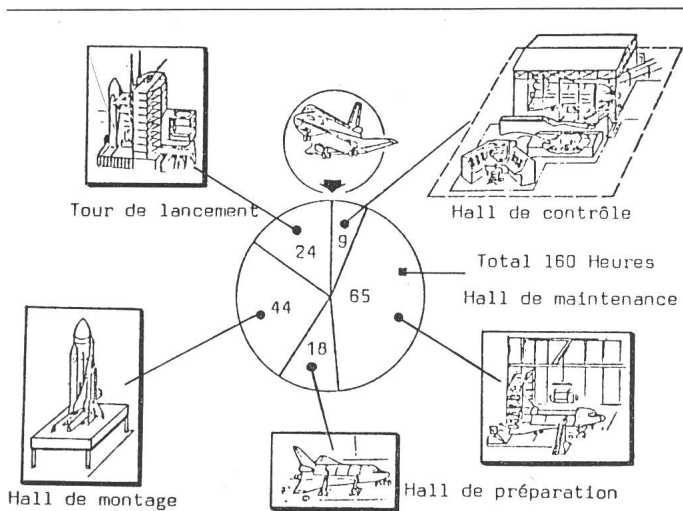 Tour de lancement
Hall de contrôle
9
24
Total 160 Heures
65
Hall de maintenance
44
18
Hall de montage
Hall de préparation